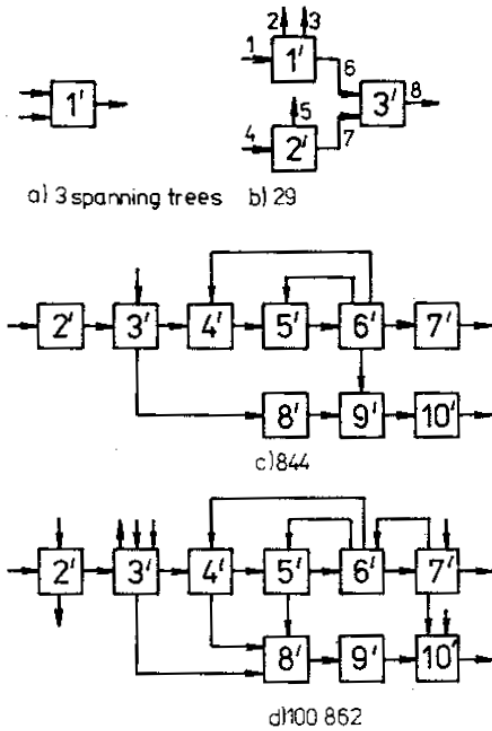 2 3
1 1' 6
1' 5 3' 8
4 2' 7
a) 3 spanning trees b) 29
2' 3' 4' 5' 6' 7'
8' 9' 10'
c) 844
2' 3' 4' 5' 6' 7'
8' 9' 10'
d) 100 862